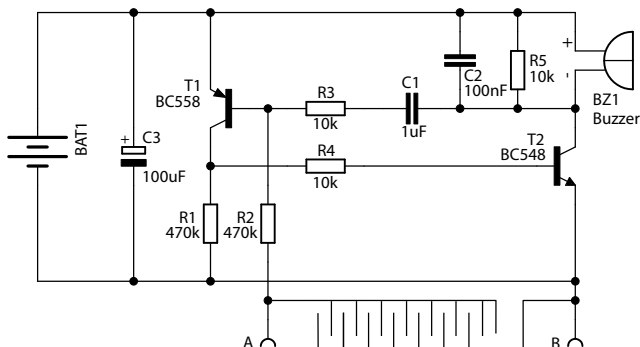 T1
BC558
R3
10k
C1
1uF
C2
100nF
R5
10k
+
-
BZ1
Buzzer
BAT1
+
C3
100uF
R4
10k
T2
BC548
R1
470k
R2
470k
A
B